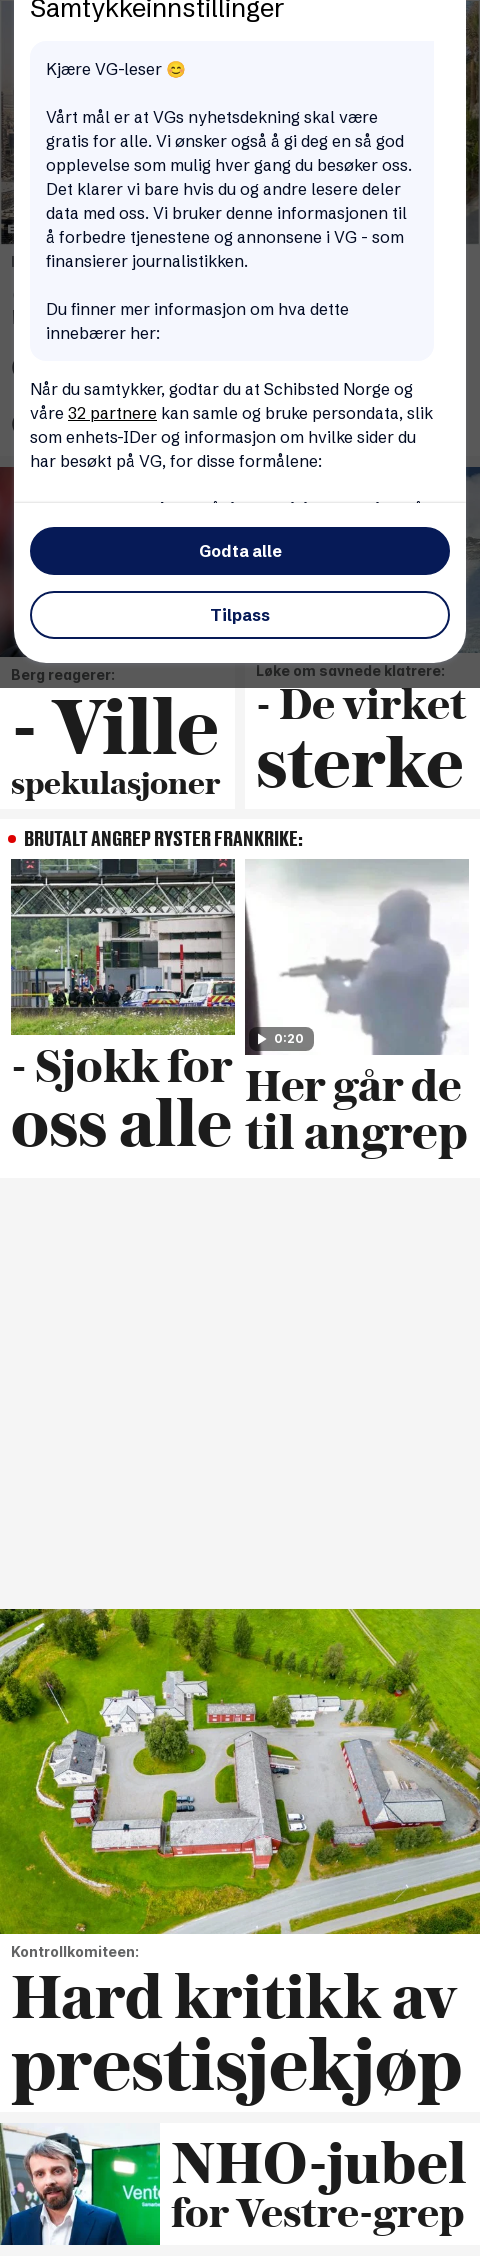 Samtykkeinnstillinger
Kjære VG-leser 😊
Vårt mål er at VGs nyhetsdekning skal være
gratis for alle. Vi ønsker også å gi deg en så god
opplevelse som mulig hver gang du besøker oss.
Det klarer vi bare hvis du og andre lesere deler
data med oss. Vi bruker denne informasjonen til
å forbedre tjenestene og annonsene i VG - som
finansierer journalistikken.
Du finner mer informasjon om hva dette
innebærer her:
Når du samtykker, godtar du at Schibsted Norge og
våre 32 partnere kan samle og bruke persondata, slik
som enhets-IDer og informasjon om hvilke sider du
har besøkt på VG, for disse formålene:
Godta alle
Tilpass
Berg reagerer:
- Ville
spekulasjoner
Løke om savnede klatrere:
- De virket
sterke
BRUTALT ANGREP RYSTER FRANKRIKE:
- Sjokk for
oss alle
0:20
Her går de
til angrep
Kontrollkomiteen:
Hard kritikk av
prestisjekjøp
NHO-jubel
for Vestre-grep